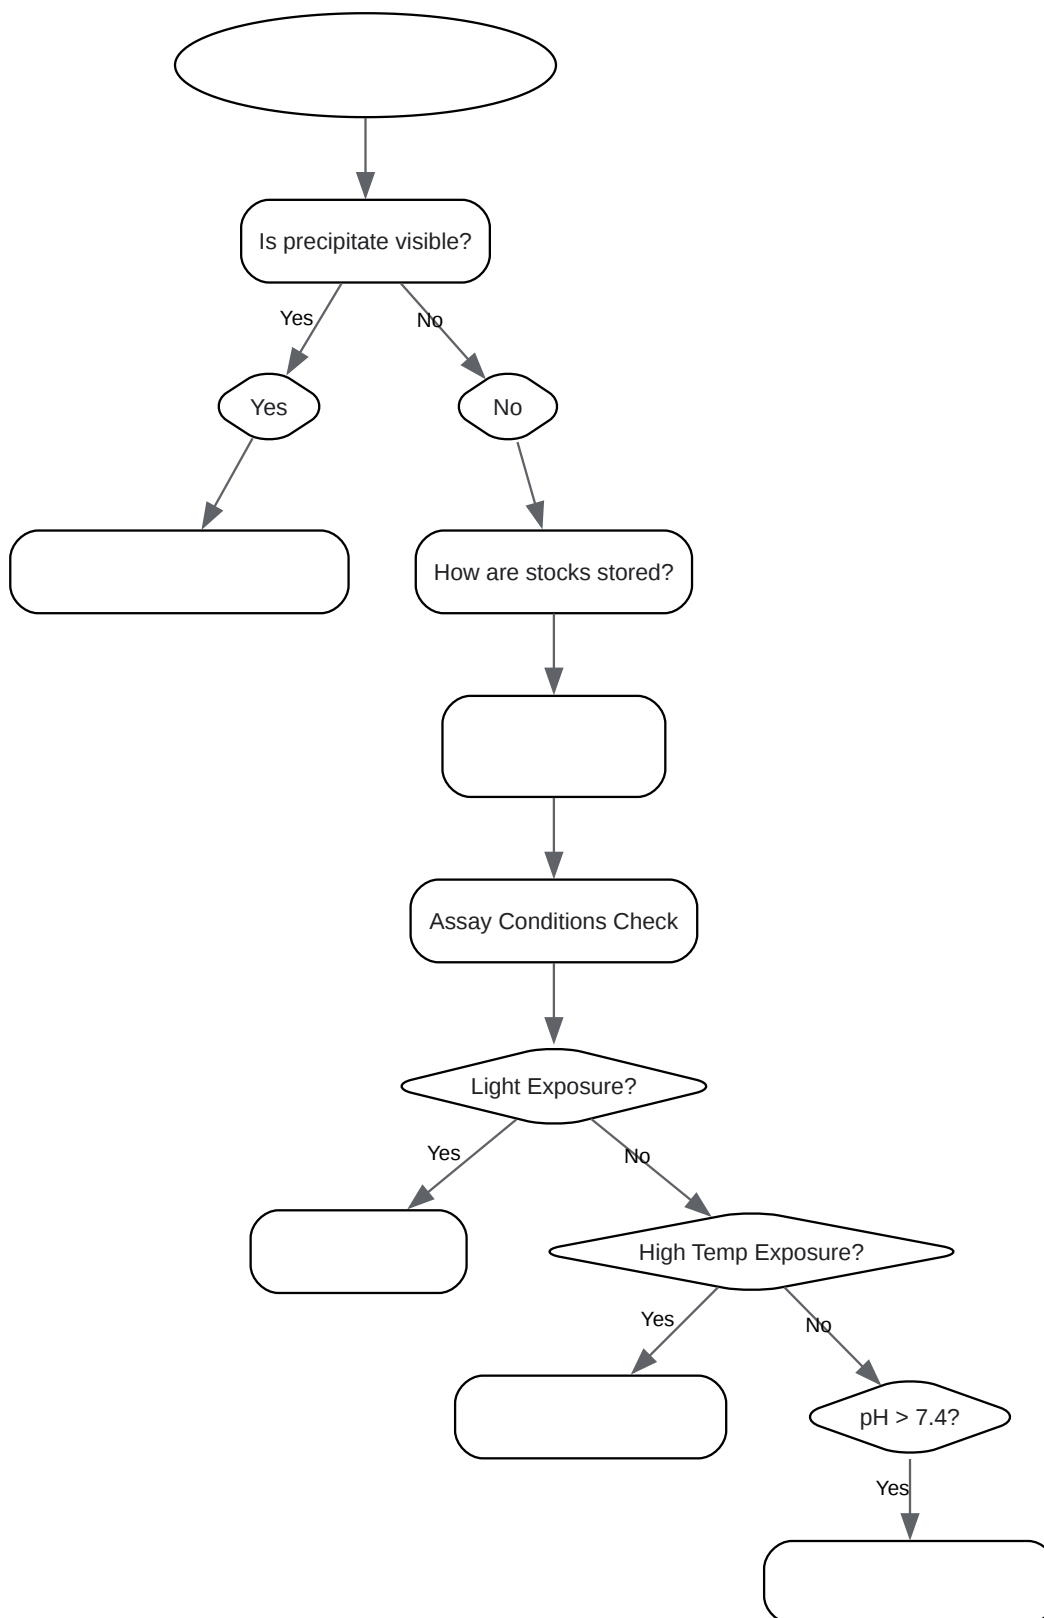 Is precipitate visible?
Yes
No
Yes
No
How are stocks stored?
Assay Conditions Check
Light Exposure?
Yes
No
High Temp Exposure?
Yes
No
pH > 7.4?
Yes